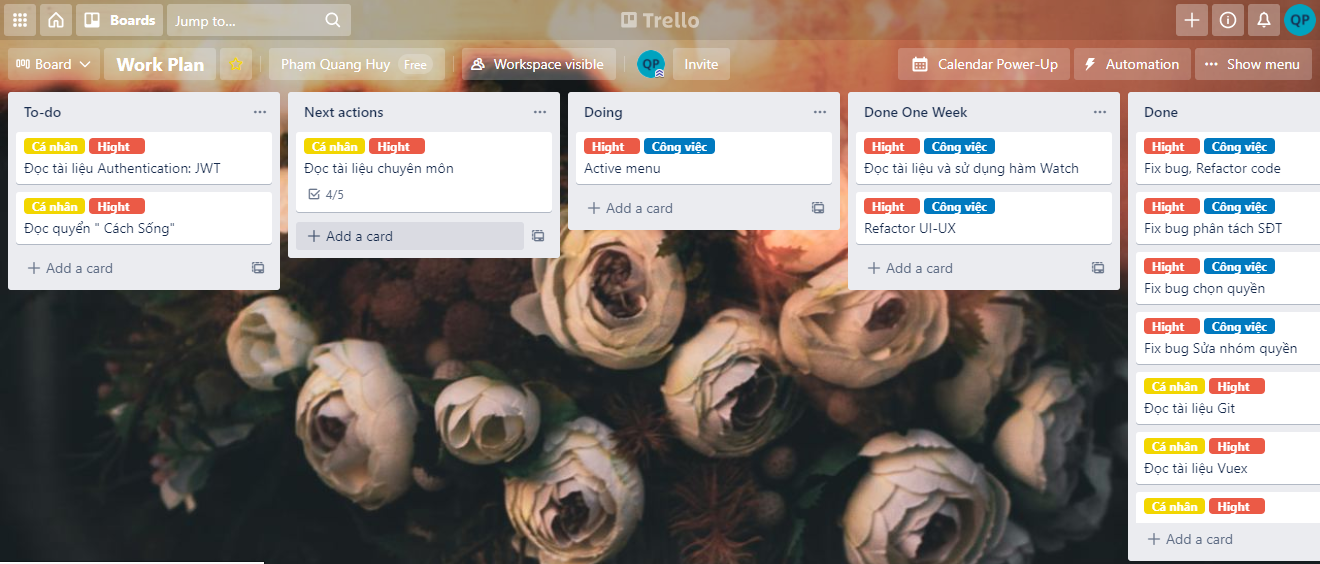 Boards
Jump to...
Trello
QP
Board
Work Plan
Phạm Quang Huy Free
Workspace visible
QP
Invite
Calendar Power-Up
Automation
Show menu
To-do
Cá nhân Hight
Đọc tài liệu Authentication: JWT
Cá nhân Hight
Đọc quyển " Cách Sống"
Add a card
Next actions
Cá nhân Hight
Đọc tài liệu chuyên môn
4/5
Add a card
Doing
Hight Công việc
Active menu
Add a card
Done One Week
Hight Công việc
Đọc tài liệu và sử dụng hàm Watch
Hight Công việc
Refactor UI-UX
Add a card
Done
Hight Công việc
Fix bug, Refactor code
Hight Công việc
Fix bug phân tách SĐT
Hight Công việc
Fix bug chọn quyền
Hight Công việc
Fix bug Sửa nhóm quyền
Cá nhân Hight
Đọc tài liệu Git
Cá nhân Hight
Đọc tài liệu Vuex
Cá nhân Hight
Add a card